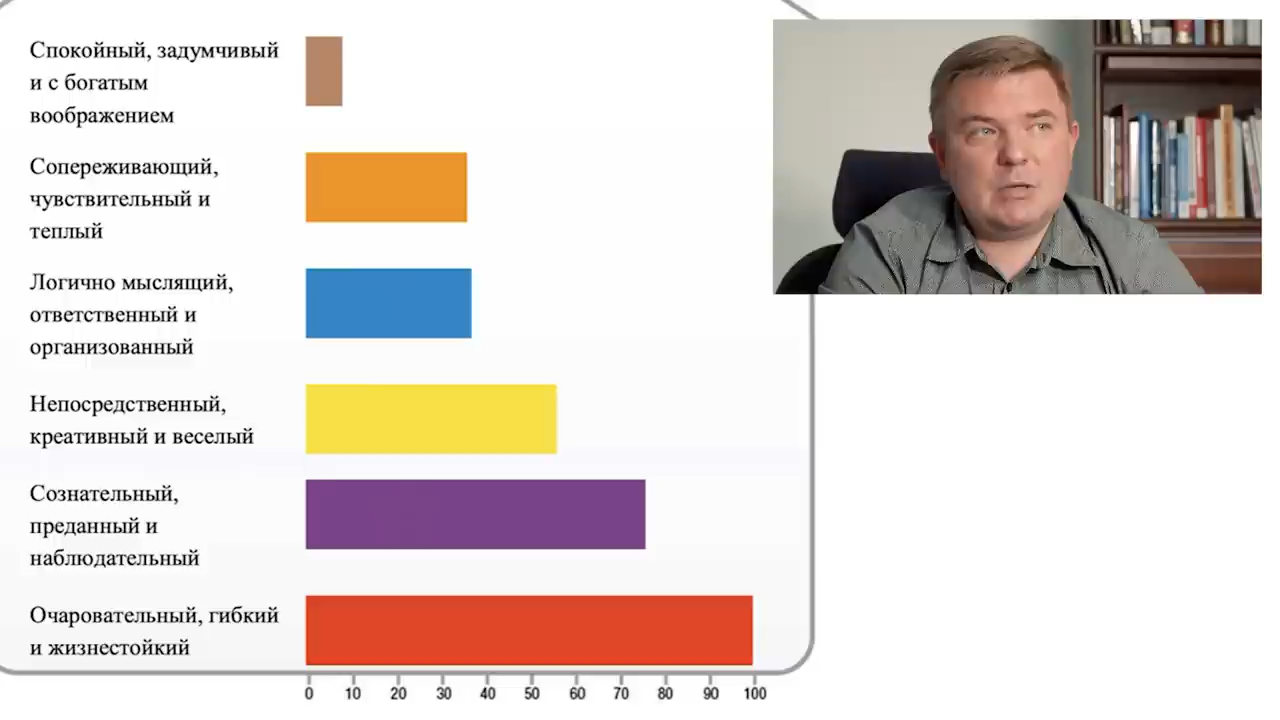 Спокойный, задумчивый
и с богатым
воображением
Сопереживающий,
чувствительный и
теплый
Логично мыслящий,
ответственный и
организованный
Непосредственный,
креативный и веселый
Сознательный,
преданный и
наблюдательный
Очаровательный, гибкий
и жизнестойкий
0 10 20 30 40 50 60 70 80 90 100